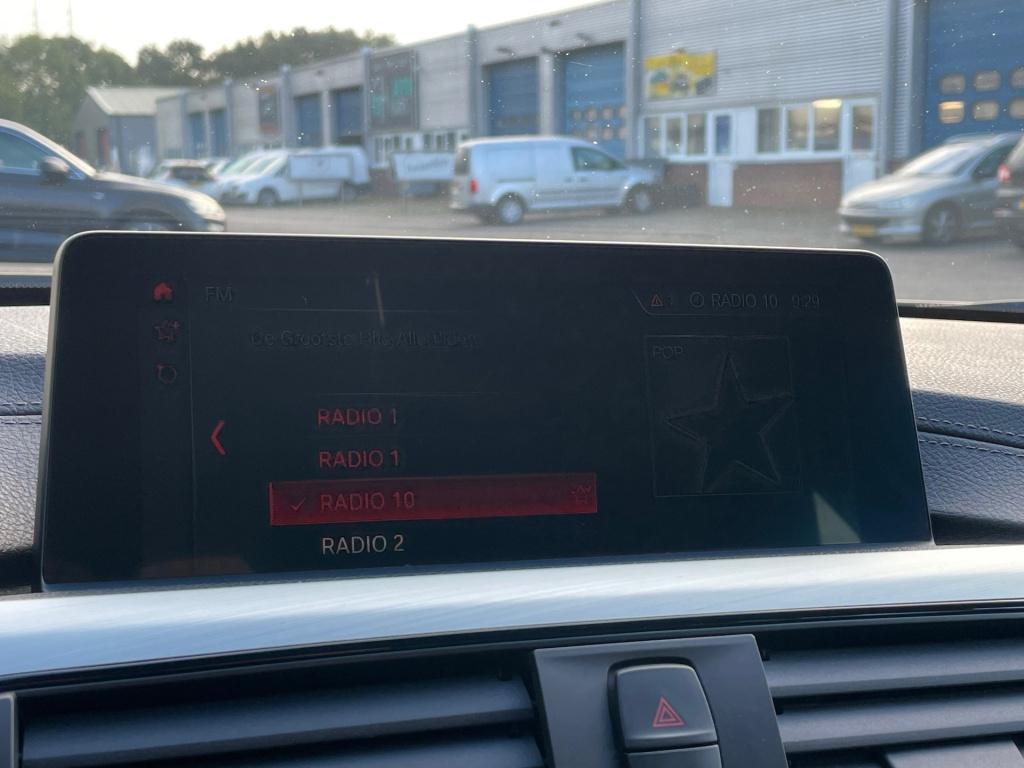 FM
1 RADIO 10 9:29
De Grootste Hits Aller Tijden
POP
RADIO 1
RADIO 1
RADIO 10
RADIO 2